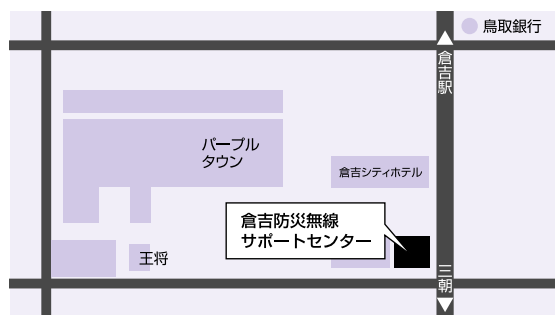 鳥取銀行
倉吉駅
パープル
タウン
倉吉シティホテル
倉吉防災無線
サポートセンター
王将
三朝